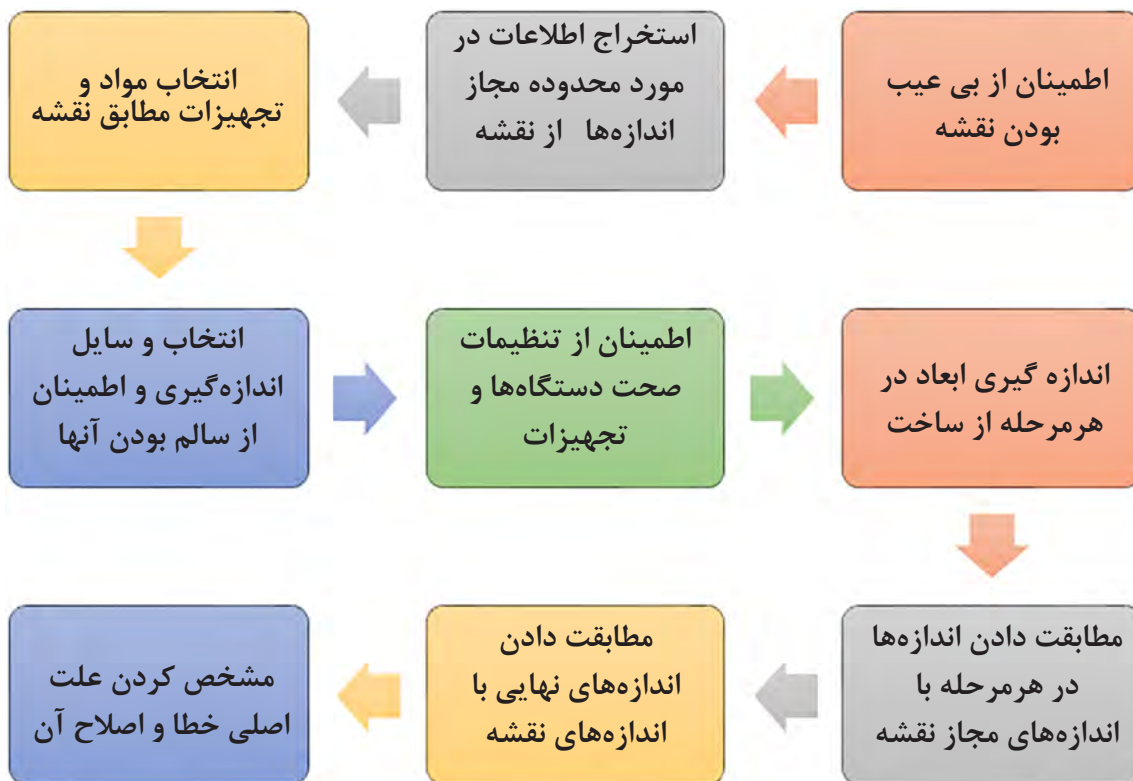 اطمینان از بی عیب
بودن نقشه
استخراج اطلاعات در
مورد محدوده مجاز
اندازه‌ها از نقشه
انتخاب مواد و
تجهیزات مطابق نقشه
انتخاب و سایل
اندازه‌گیری و اطمینان
از سالم بودن آنها
اطمینان از تنظیمات
صحت دستگاه‌ها و
تجهیزات
اندازه گیری ابعاد در
هرمرحله از ساخت
مطابقت دادن اندازه‌ها
در هرمرحله با
اندازه‌های مجاز نقشه
مطابقت دادن
اندازه‌های نهایی با
اندازه‌های نقشه
مشخص کردن علت
اصلی خطا و اصلاح آن